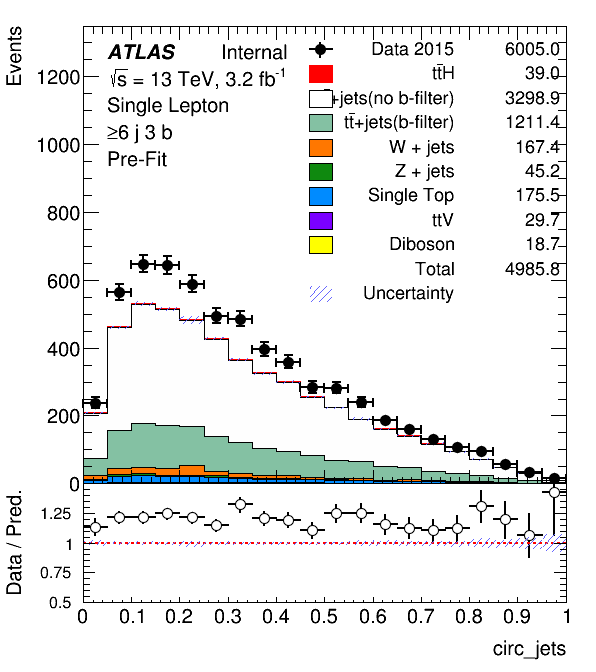 Events
ATLAS Internal
√s = 13 TeV, 3.2 fb⁻¹
Single Lepton
≥6 j 3 b
Pre-Fit
Data 2015 6005.0
tt̄H 39.0
t̄+jets(no b-filter) 3298.9
tt̄+jets(b-filter) 1211.4
W + jets 167.4
Z + jets 45.2
Single Top 175.5
ttV 29.7
Diboson 18.7
Total 4985.8
Uncertainty
1200
1000
800
600
400
200
0
Data / Pred.
1.25
1
0.75
0.5
0 0.1 0.2 0.3 0.4 0.5 0.6 0.7 0.8 0.9 1
circ_jets